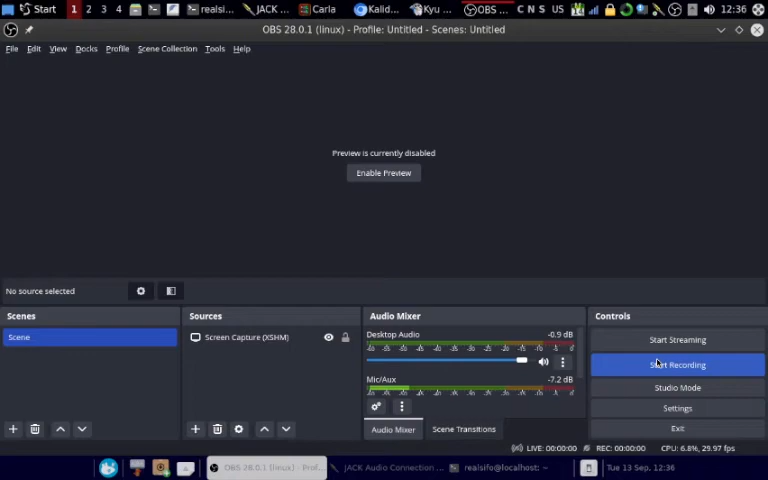 Start 1 2 3 4 realsi... JACK ... Carla Kalid... Kyu ... OBS ... C N S US 12:36
OBS 28.0.1 (linux) - Profile: Untitled - Scenes: Untitled
File Edit View Docks Profile Scene Collection Tools Help
Preview is currently disabled
Enable Preview
No source selected
Scenes Sources Audio Mixer Controls
Scene
Screen Capture (XSHM)
Desktop Audio -0.9 dB
Mic/Aux -7.2 dB
Start Streaming
Start Recording
Studio Mode
Settings
Exit
Audio Mixer Scene Transitions
LIVE: 00:00:00 REC: 00:00:00 CPU: 6.8%, 29.97 fps
OBS 28.0.1 (linux) - Prof... JACK Audio Connection ... realsifo@localhost: ~ Tue 13 Sep, 12:36